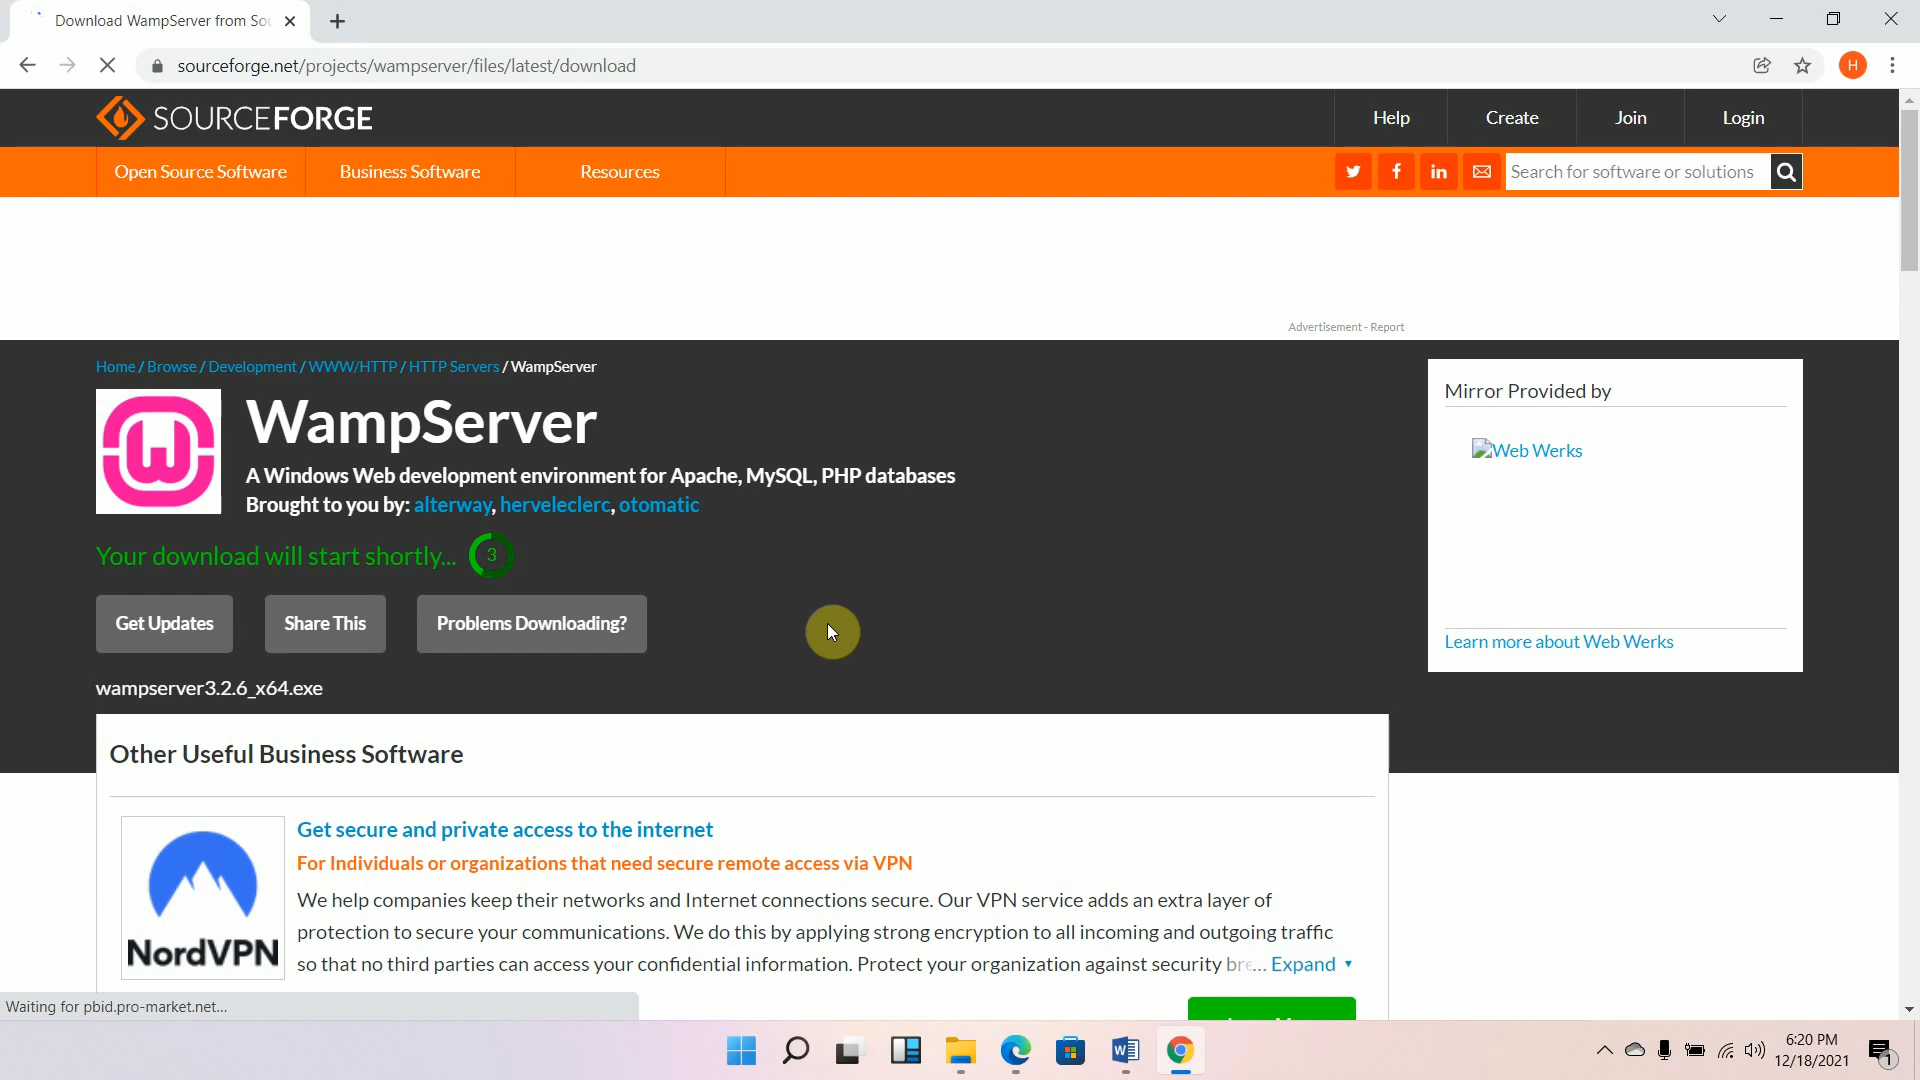 Download WampServer from Sou
sourceforge.net/projects/wampserver/files/latest/download
H
SOURCEFORGE
Help
Create
Join
Login
Open Source Software
Business Software
Resources
Search for software or solutions
Advertisement - Report
Home / Browse / Development / WWW/HTTP / HTTP Servers / WampServer
WampServer
A Windows Web development environment for Apache, MySQL, PHP databases
Brought to you by: alterway, herveleclerc, otomatic
Your download will start shortly... 3
Get Updates
Share This
Problems Downloading?
wampserver3.2.6_x64.exe
Mirror Provided by
Web Werks
Learn more about Web Werks
Other Useful Business Software
NordVPN
Get secure and private access to the internet
For Individuals or organizations that need secure remote access via VPN
We help companies keep their networks and Internet connections secure. Our VPN service adds an extra layer of
protection to secure your communications. We do this by applying strong encryption to all incoming and outgoing traffic
so that no third parties can access your confidential information. Protect your organization against security bre... Expand
Waiting for pbid.pro-market.net...
6:20 PM
12/18/2021
1